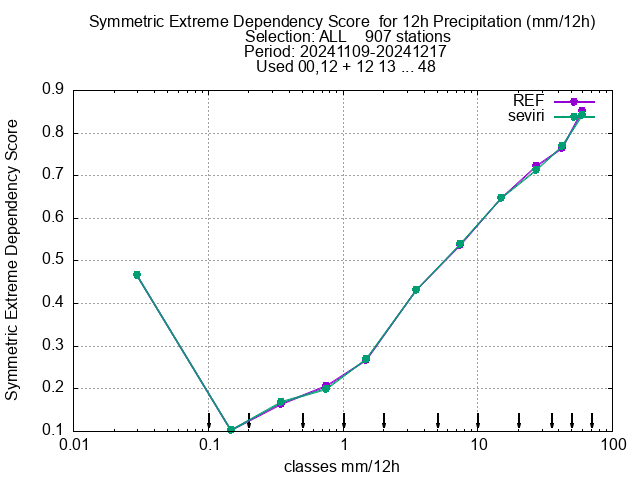 Symmetric Extreme Dependency Score  for 12h Precipitation (mm/12h)
Selection: ALL    907 stations
Period: 20241109-20241217
Used 00,12 + 12 13 ... 48
REF
seviri
Symmetric Extreme Dependency Score
0.9
0.8
0.7
0.6
0.5
0.4
0.3
0.2
0.1
0.01 0.1 1 10 100
classes mm/12h